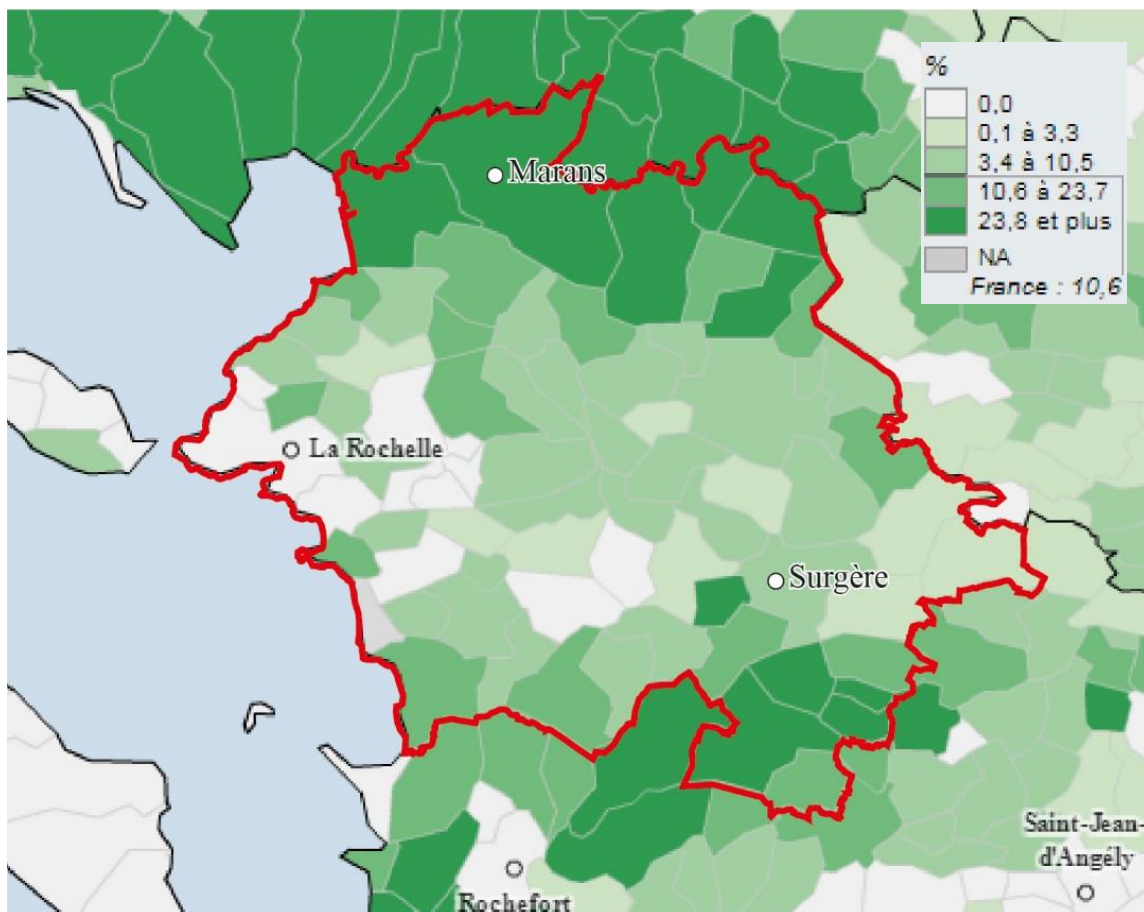 %
0,0
0,1 à 3,3
3,4 à 10,5
10,6 à 23,7
23,8 et plus
NA
France : 10,6
Marans
La Rochelle
Surgère
Saint-Jean-
d'Angély
Rochefort